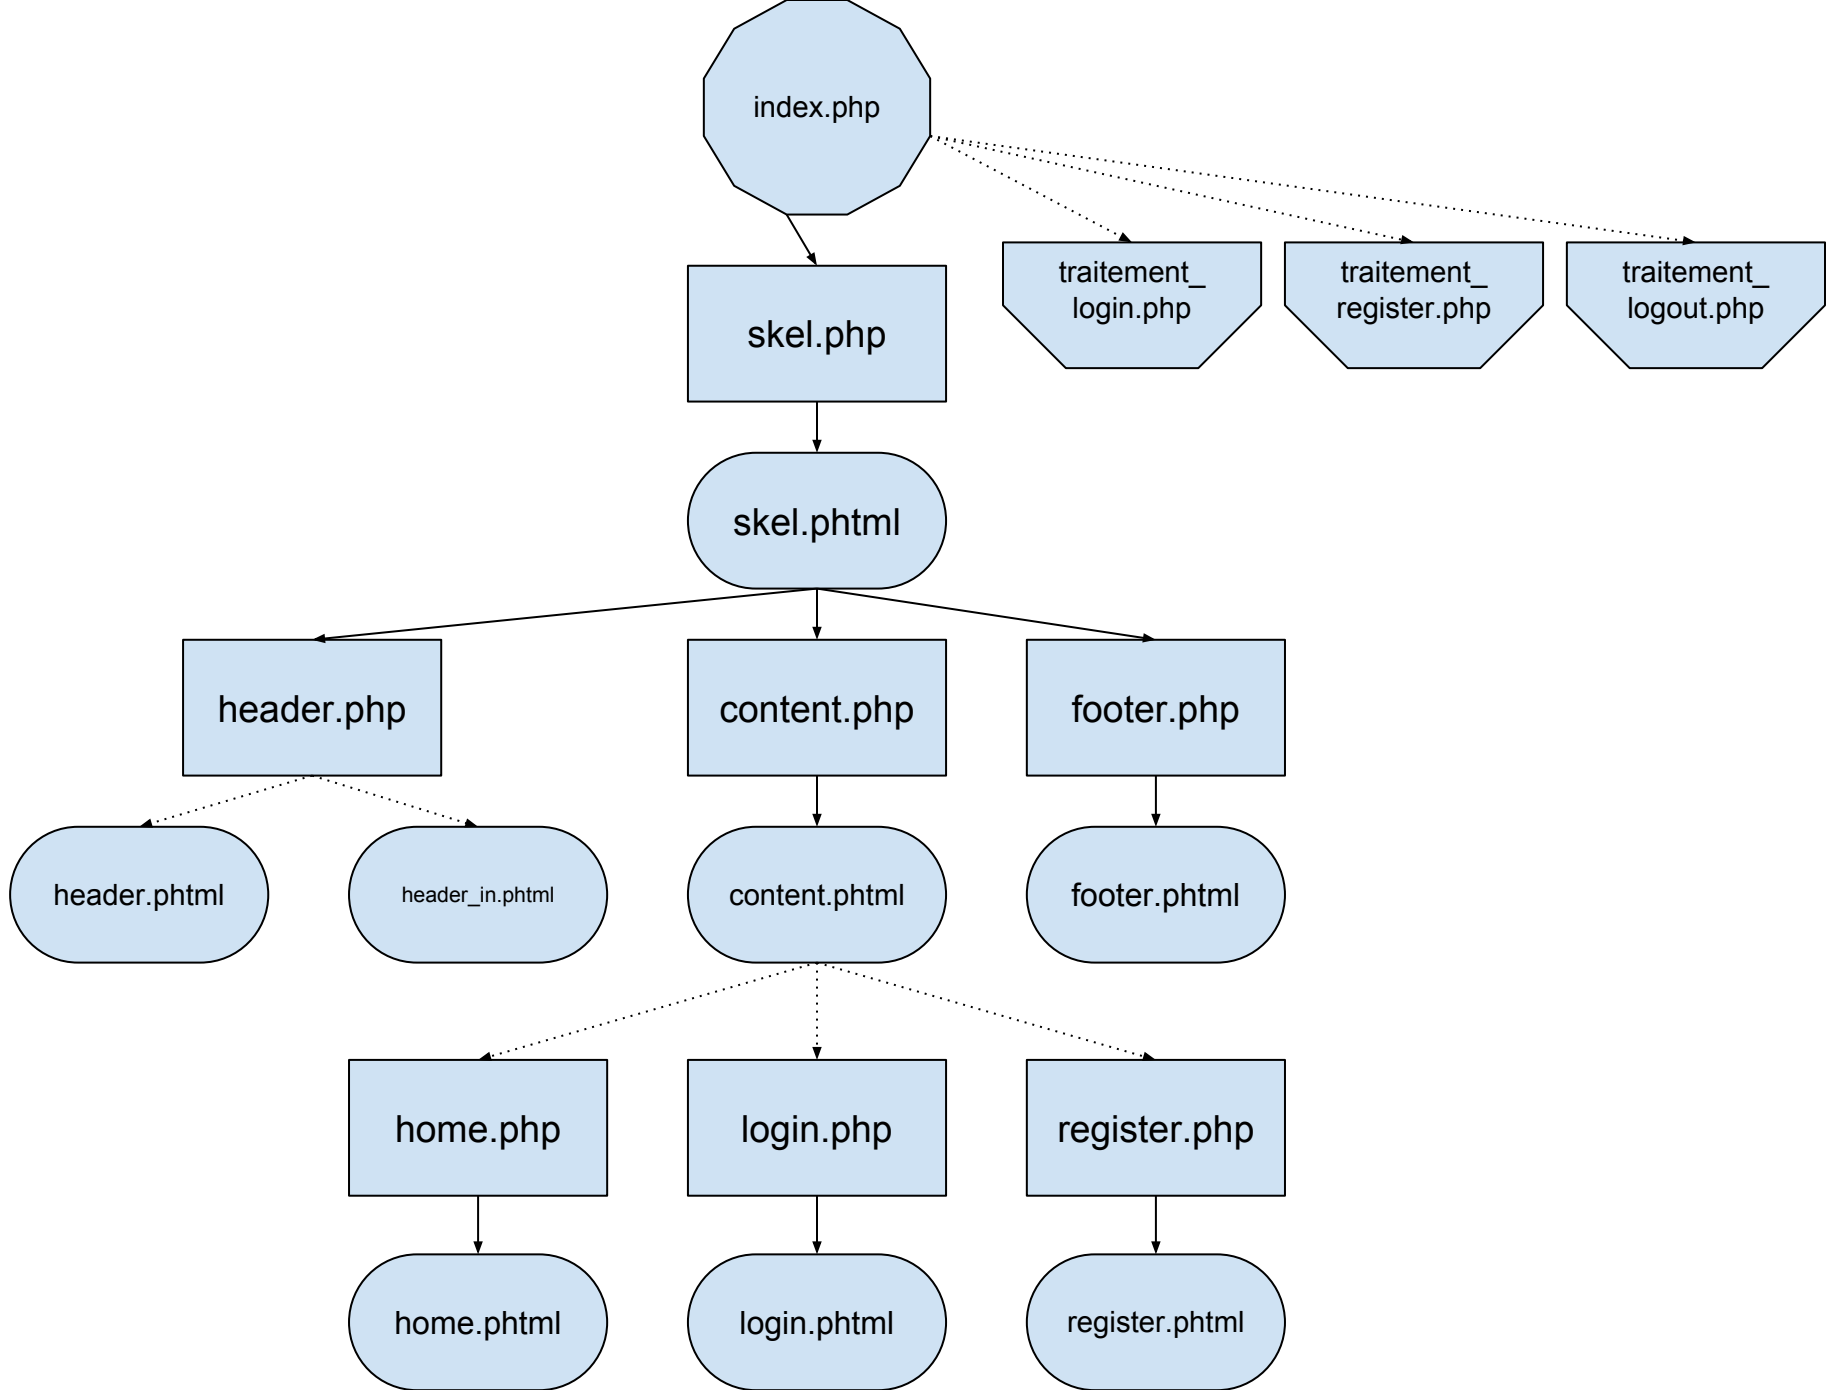 index.php
traitement_
login.php
traitement_
register.php
traitement_
logout.php
skel.php
skel.phtml
header.php
content.php
footer.php
header.phtml
header_in.phtml
content.phtml
footer.phtml
home.php
login.php
register.php
home.phtml
login.phtml
register.phtml